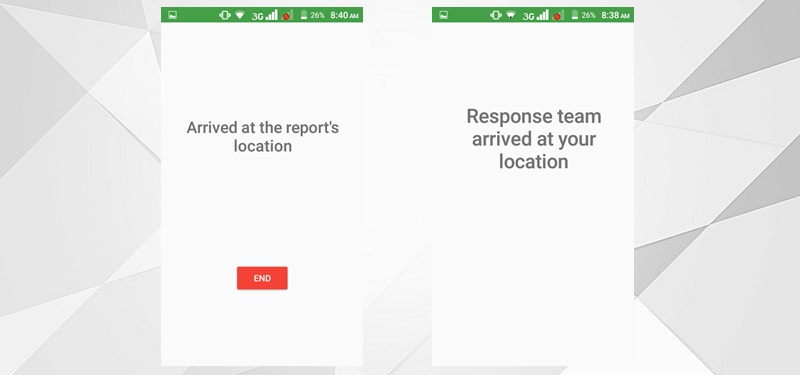 3G 26% 8:40 AM
Arrived at the report's
location
END
3G 26% 8:38 AM
Response team
arrived at your
location